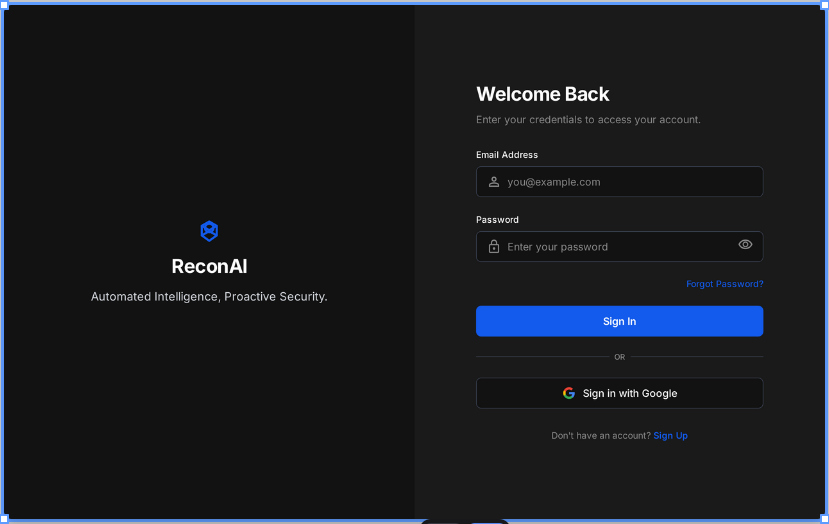 ReconAI
Automated Intelligence, Proactive Security.
Welcome Back
Enter your credentials to access your account.
Email Address
you@example.com
Password
Enter your password
Forgot Password?
Sign In
OR
Sign in with Google
Don't have an account? Sign Up